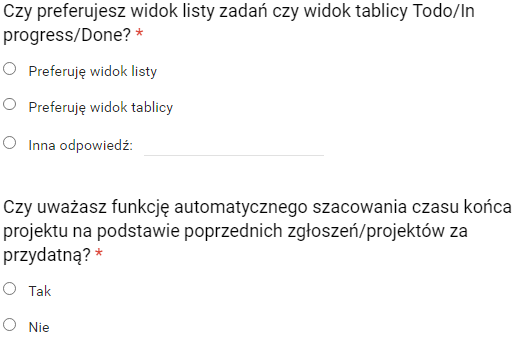 Czy preferujesz widok listy zadań czy widok tablicy Todo/In
progress/Done? *
Preferuję widok listy
Preferuję widok tablicy
Inna odpowiedź:
Czy uważasz funkcję automatycznego szacowania czasu końca
projektu na podstawie poprzednich zgłoszeń/projektów za
przydatną? *
Tak
Nie